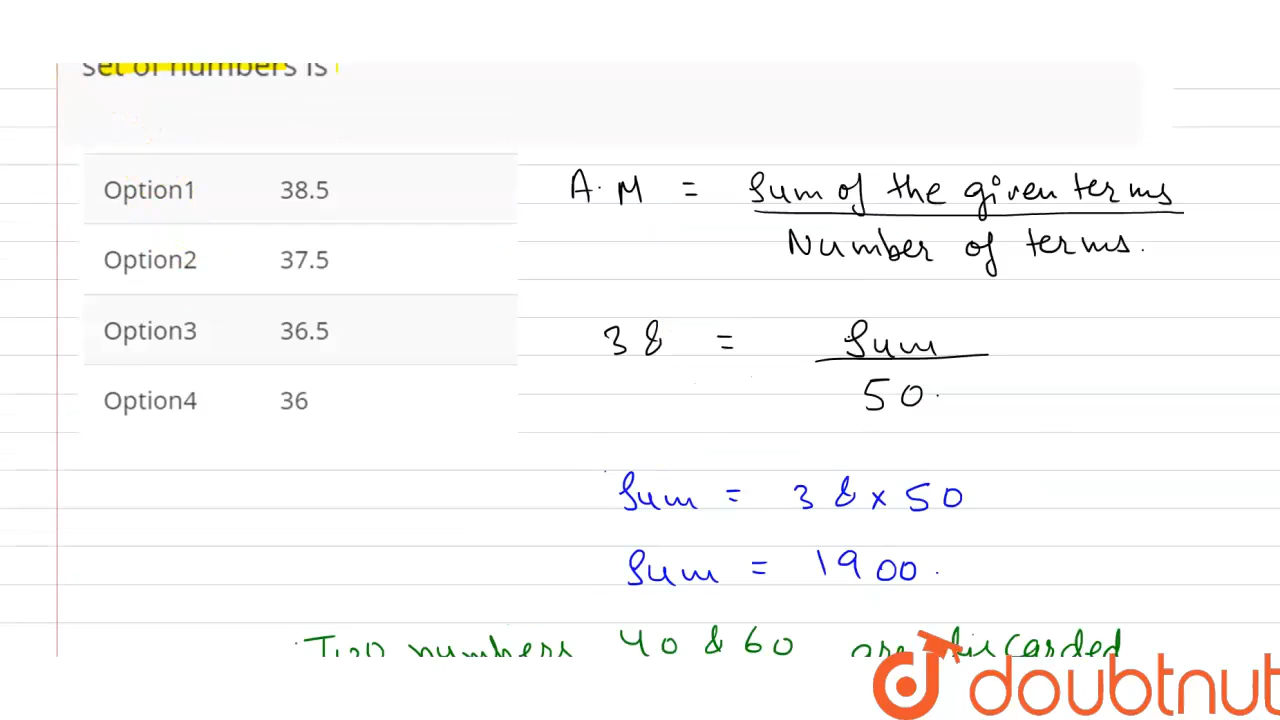 set of numbers is
Option1 38.5
Option2 37.5
Option3 36.5
Option4 36
A.M = Sum of the given terms
Number of terms.
38 = Sum
50.
Sum = 38 x 50
Sum = 1900.
Two numbers 40 & 60 are discarded
doubtnut